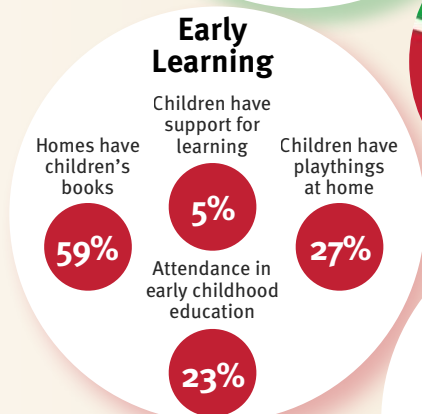 Early
Learning
Children have
support for
learning
5%
Homes have
children's
books
59%
Children have
playthings
at home
27%
Attendance in
early childhood
education
23%